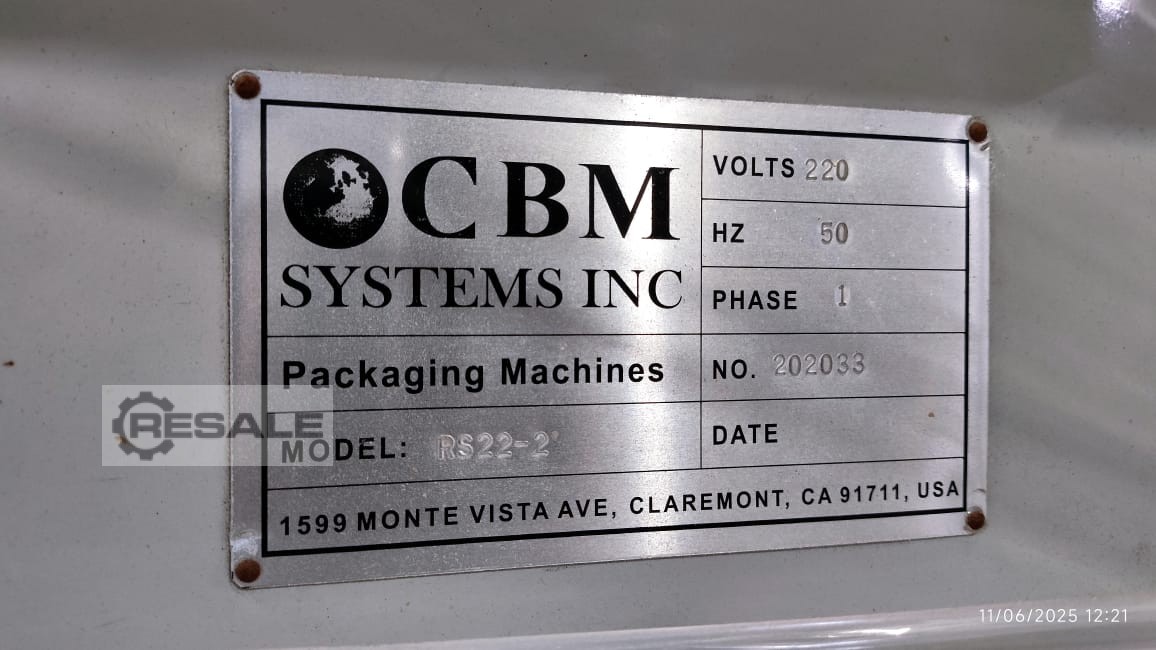 CBM
SYSTEMS INC
Packaging Machines
MODEL: RS22-2'
VOLTS 220
HZ 50
PHASE 1
NO. 202033
DATE
1599 MONTE VISTA AVE, CLAREMONT, CA 91711, USA
RESALE
11/06/2025 12:21